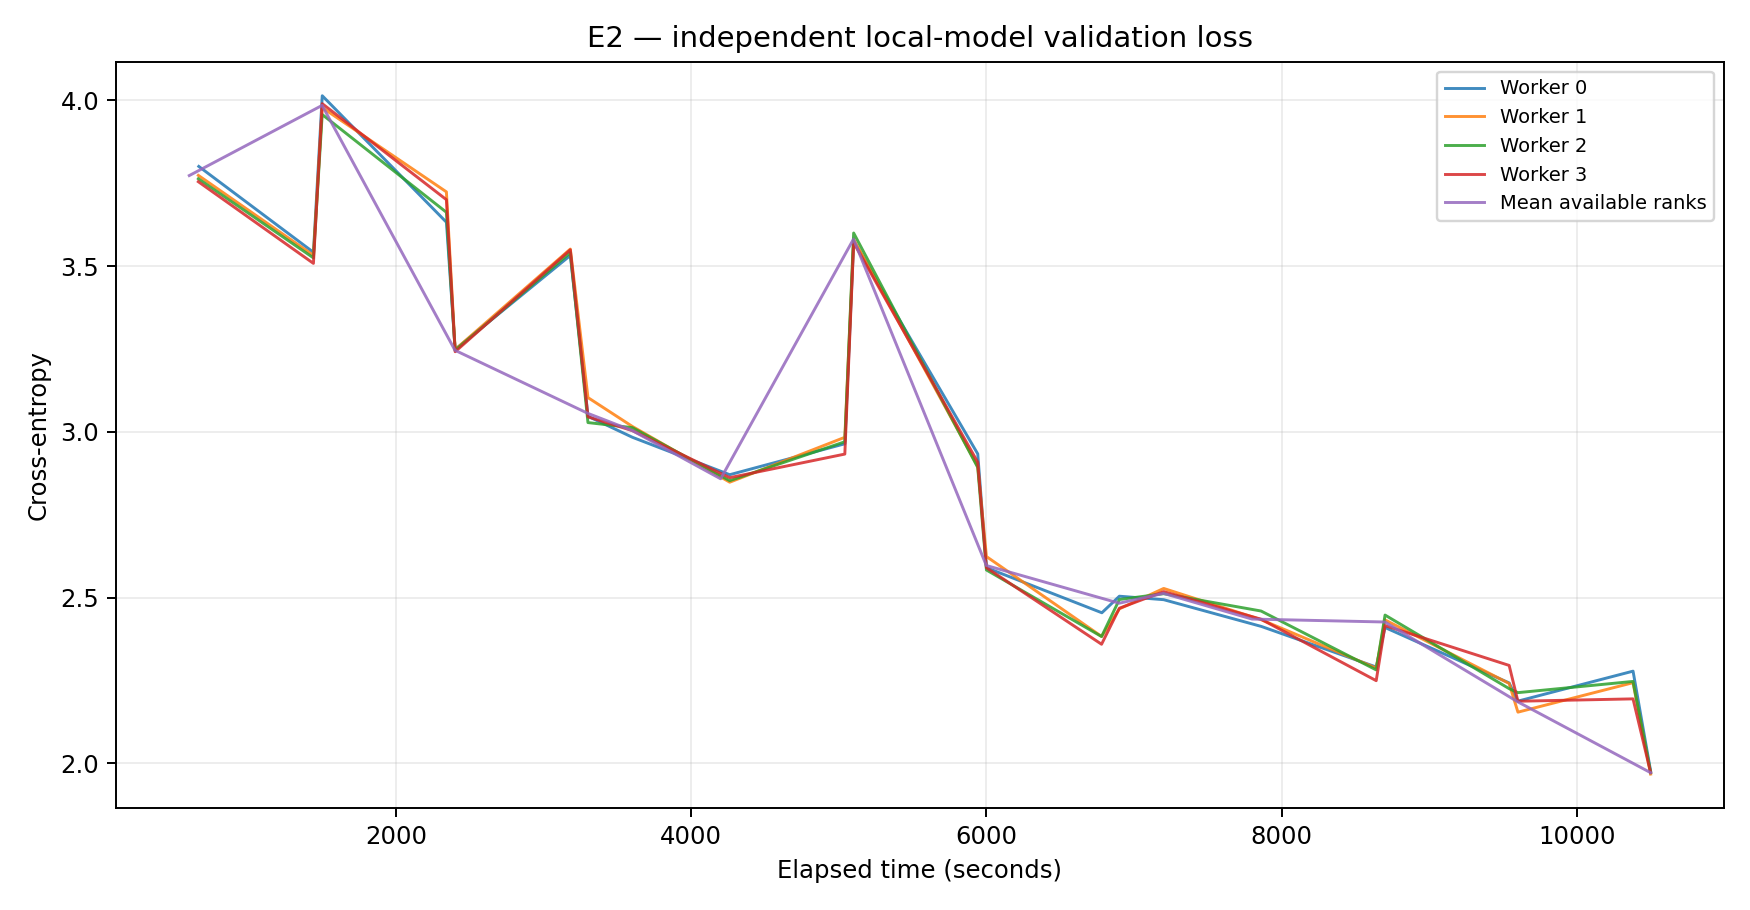 E2 — independent local-model validation loss
Worker 0
Worker 1
Worker 2
Worker 3
Mean available ranks
Cross-entropy
4.0
3.5
3.0
2.5
2.0
2000
4000
6000
8000
10000
Elapsed time (seconds)